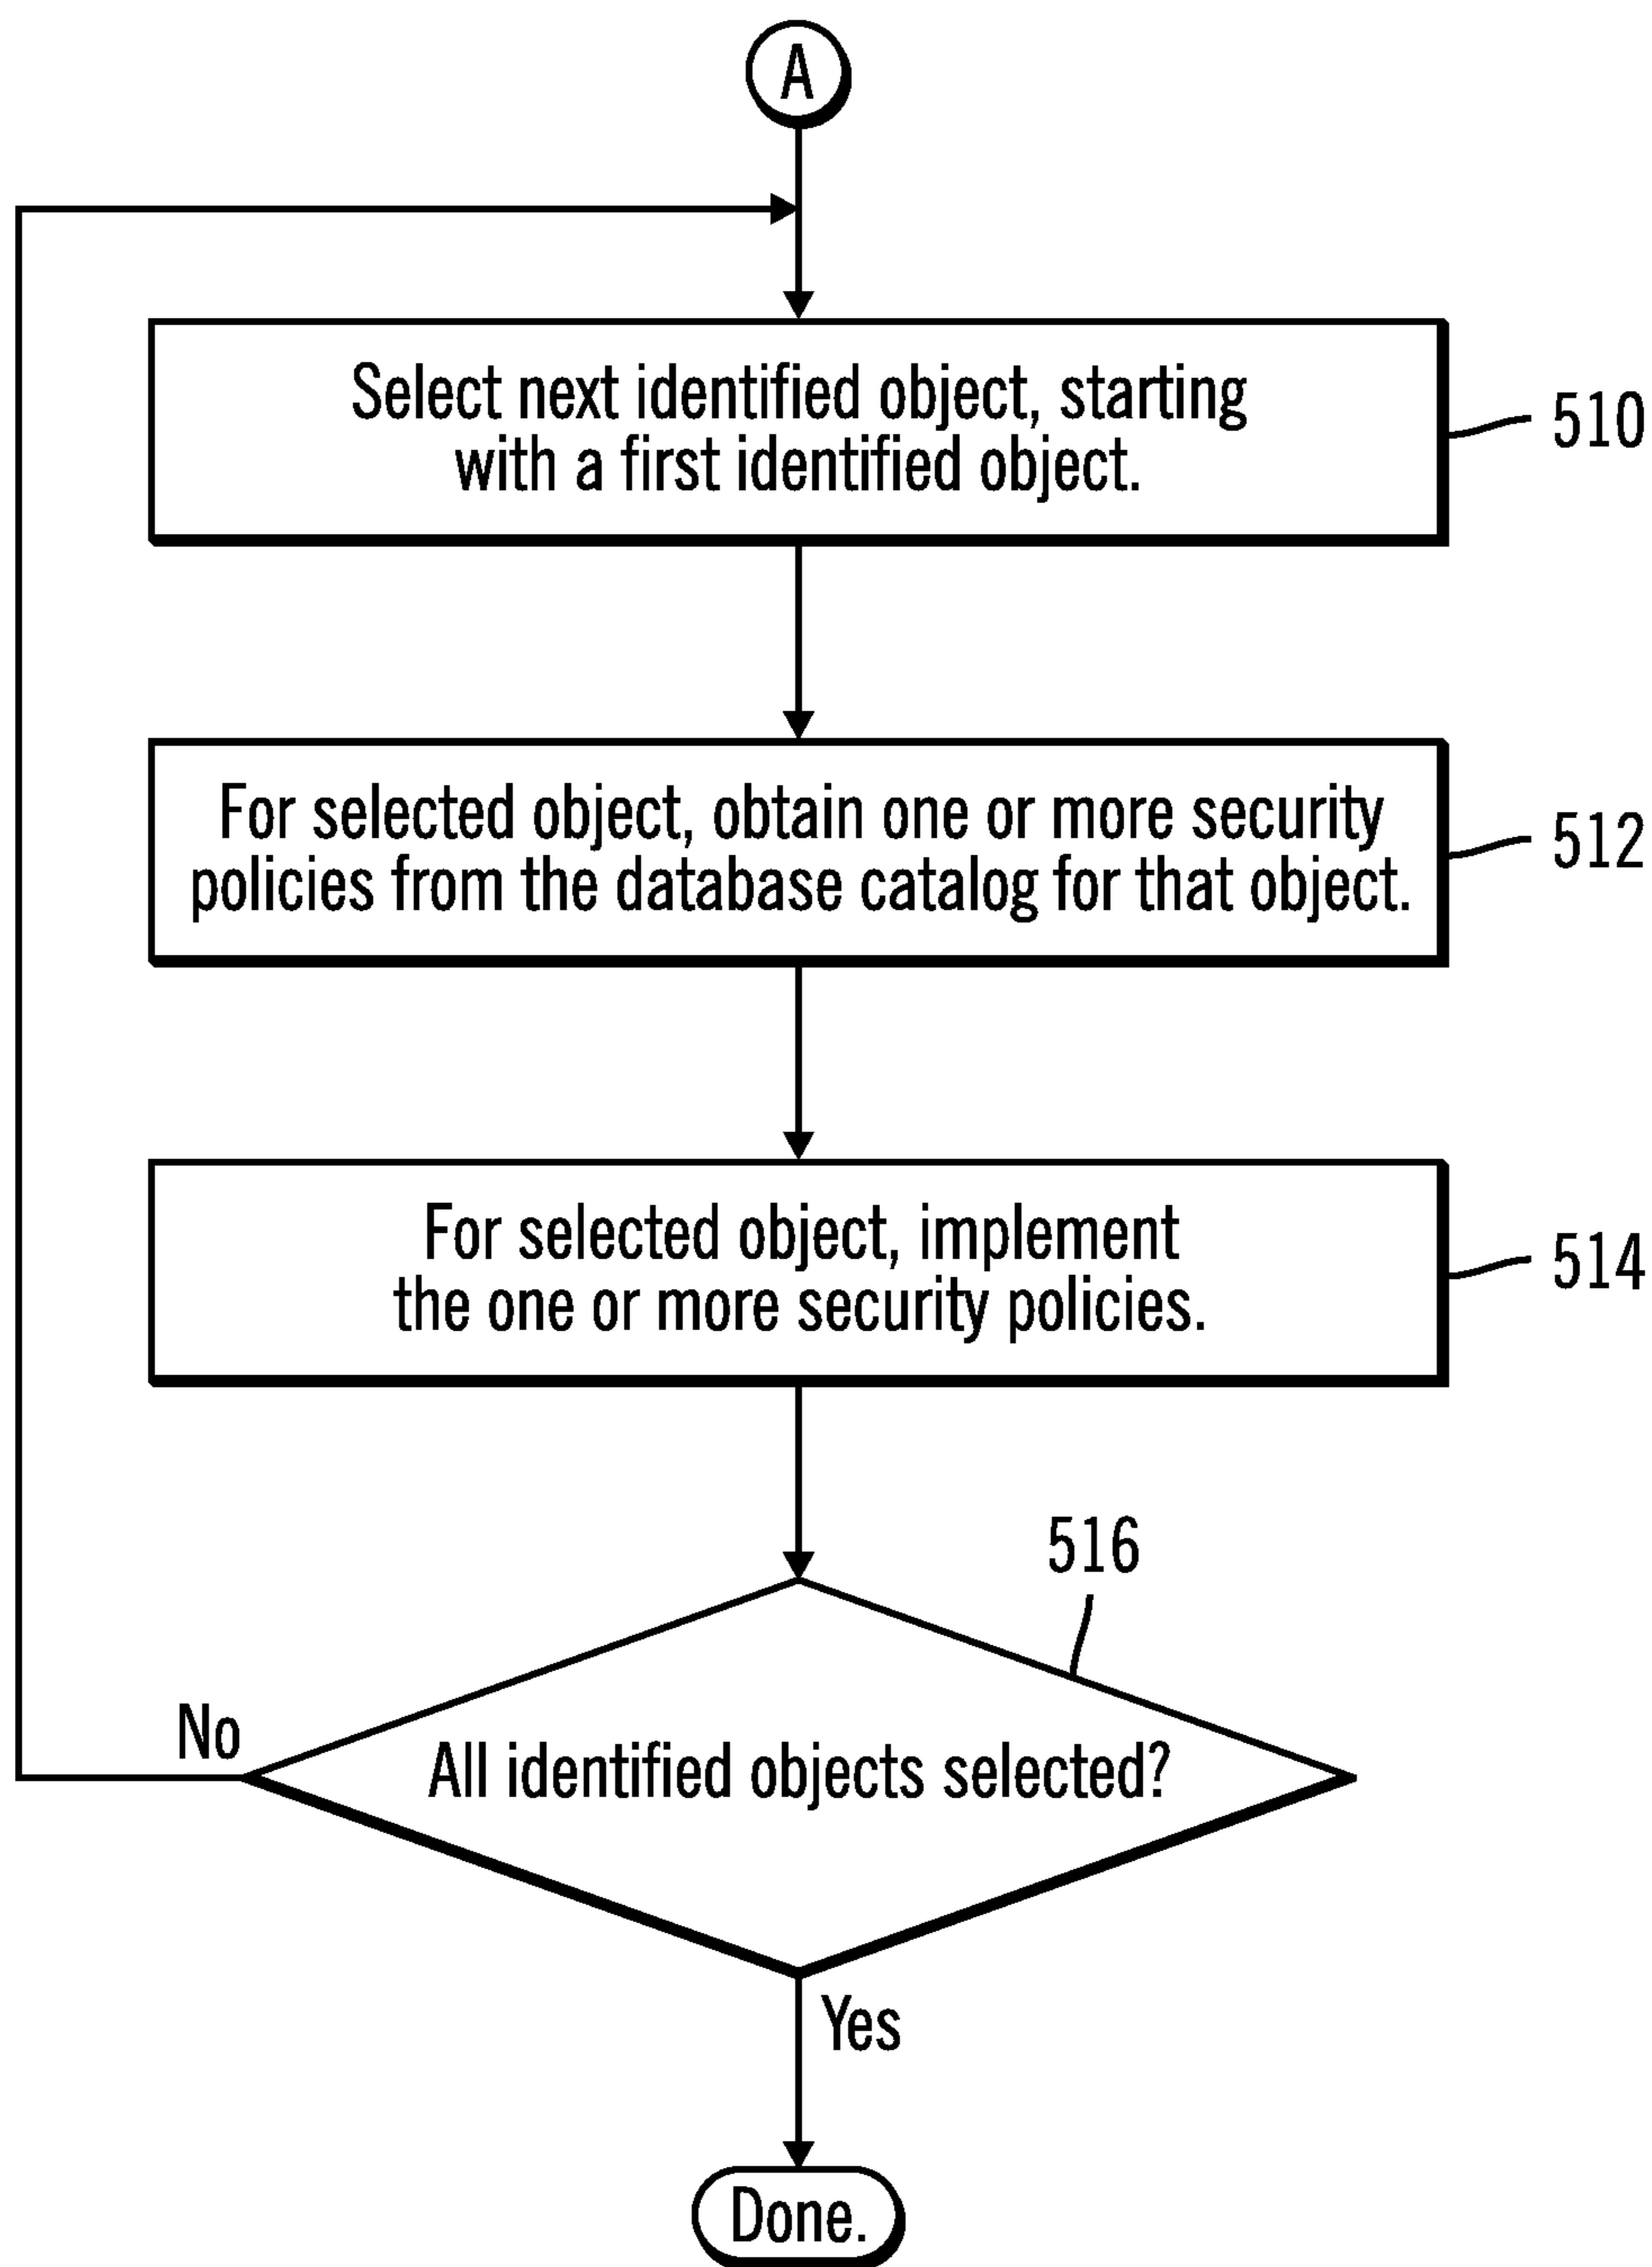 A
Select next identified object, starting
with a first identified object.
510
For selected object, obtain one or more security
policies from the database catalog for that object.
512
For selected object, implement
the one or more security policies.
514
516
All identified objects selected?
No
Yes
Done.